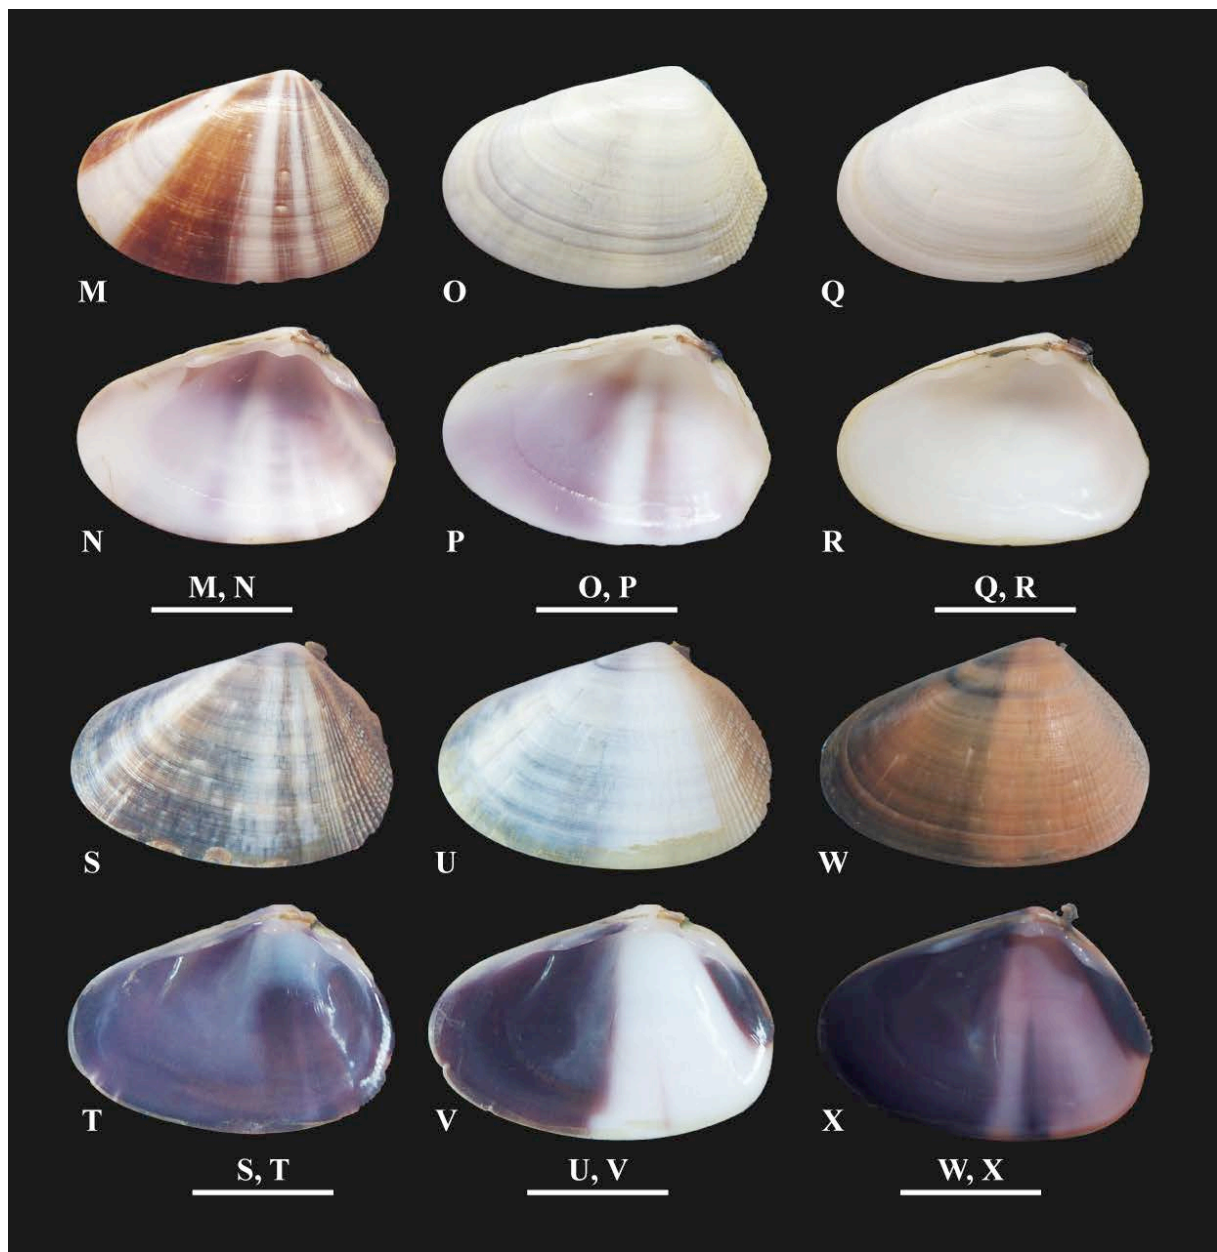 M O Q
N P R
M, N O, P Q, R
S U W
T V X
S, T U, V W, X